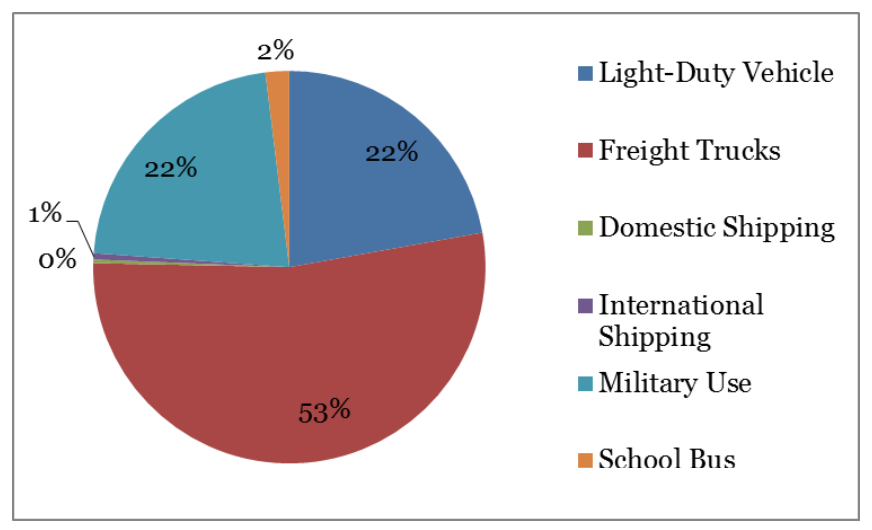 2%
22%
22%
1%
0%
53%
Light-Duty Vehicle
Freight Trucks
Domestic Shipping
International
Shipping
Military Use
School Bus